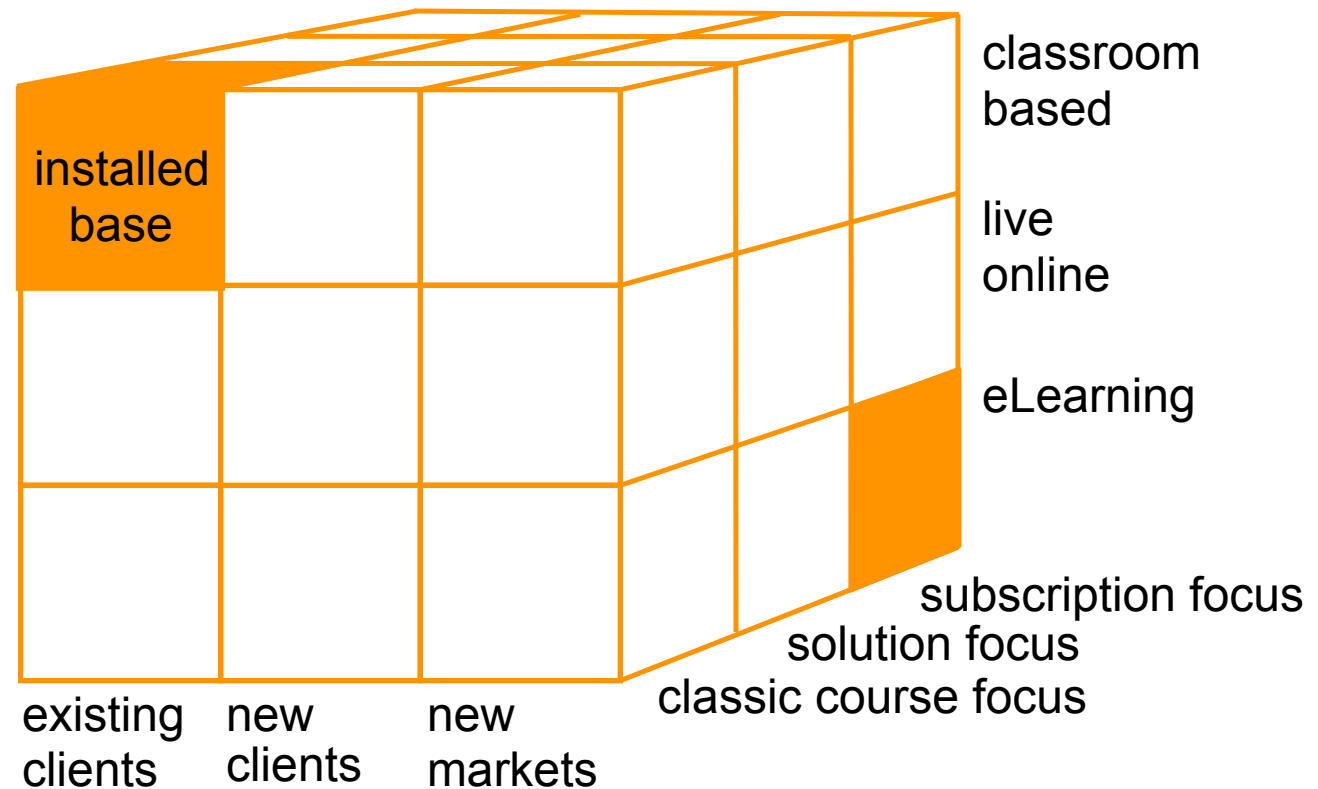 classroom
based
installed
base
live
online
eLearning
subscription focus
solution focus
classic course focus
existing
clients
new
clients
new
markets